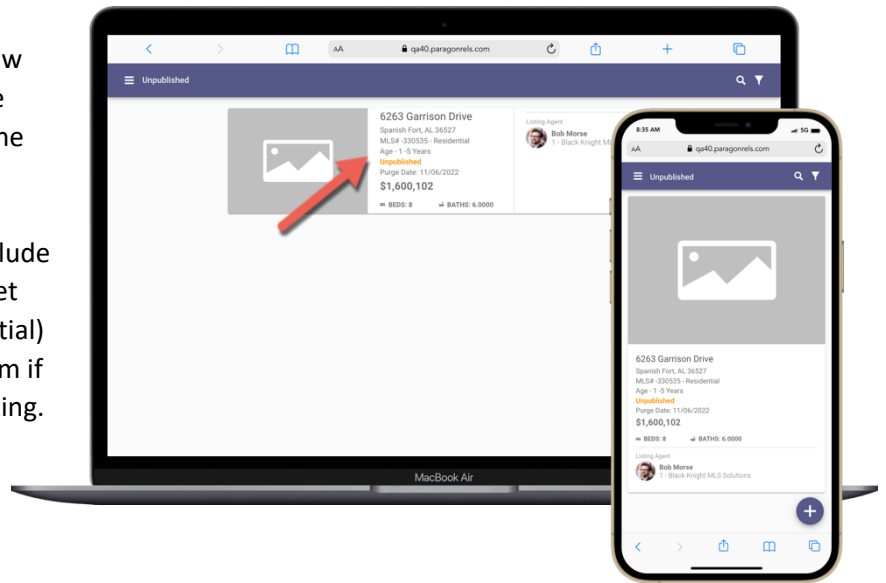 w
e
ne
lude
et
tial)
m if
ing.
AA
qa40.paragonrels.com
Unpublished
6263 Garrison Drive
Spanish Fort, AL 36527
MLS# -330535 - Residential
Age - 1 -5 Years
Unpublished
Purge Date: 11/06/2022
$1,600,102
BEDS: 8 BATHS: 6.0000
Listing Agent
Bob Morse
1 - Black Knight ML
MacBook Air
8:35 AM
5G
AA
qa40.paragonrels.com
Unpublished
6263 Garrison Drive
Spanish Fort, AL 36527
MLS# -330535 - Residential
Age - 1 -5 Years
Unpublished
Purge Date: 11/06/2022
$1,600,102
BEDS: 8 BATHS: 6.0000
Listing Agent
Bob Morse
1 - Black Knight MLS Solutions